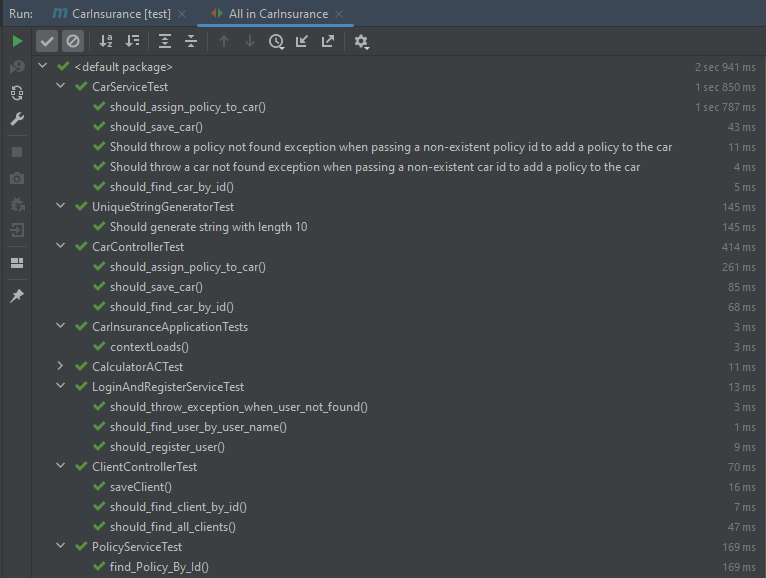 Run: CarInsurance [test] All in CarInsurance
<default package> 2 sec 941 ms
CarServiceTest 1 sec 850 ms
should_assign_policy_to_car() 1 sec 787 ms
should_save_car() 43 ms
Should throw a policy not found exception when passing a non-existent policy id to add a policy to the car 11 ms
Should throw a car not found exception when passing a non-existent car id to add a policy to the car 4 ms
should_find_car_by_id() 5 ms
UniqueStringGeneratorTest 145 ms
Should generate string with length 10 145 ms
CarControllerTest 414 ms
should_assign_policy_to_car() 261 ms
should_save_car() 85 ms
should_find_car_by_id() 68 ms
CarInsuranceApplicationTests 3 ms
contextLoads() 3 ms
CalculatorACTest 11 ms
LoginAndRegisterServiceTest 13 ms
should_throw_exception_when_user_not_found() 3 ms
should_find_user_by_user_name() 1 ms
should_register_user() 9 ms
ClientControllerTest 70 ms
saveClient() 16 ms
should_find_client_by_id() 7 ms
should_find_all_clients() 47 ms
PolicyServiceTest 169 ms
find_Policy_By_Id() 169 ms